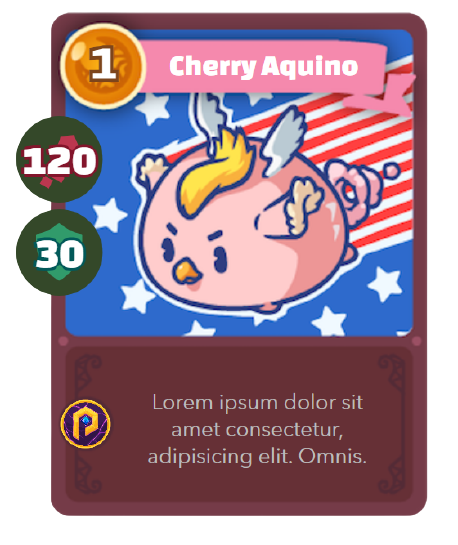 1
Cherry Aquino
120
30
Lorem ipsum dolor sit
amet consectetur,
adipisicing elit. Omnis.